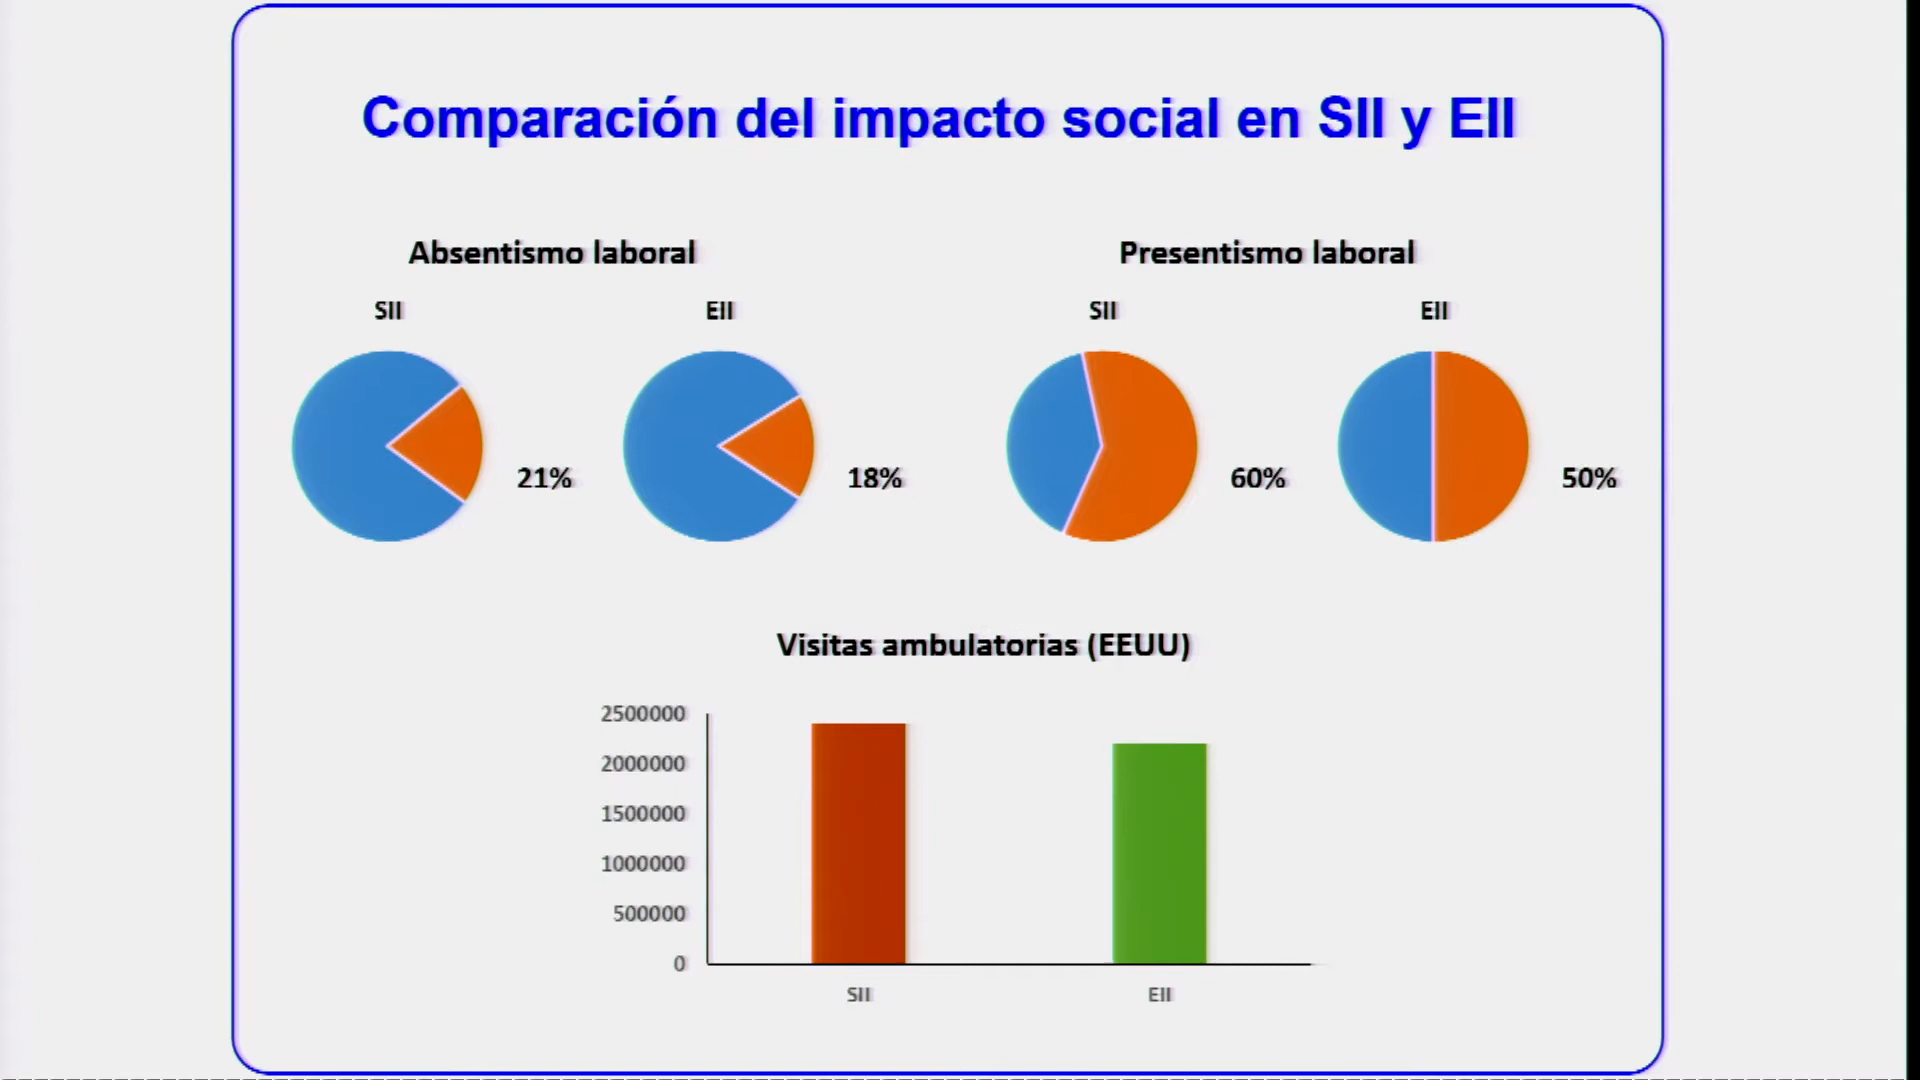 Comparación del impacto social en SII y EII
Absentismo laboral
Presentismo laboral
SII
EII
SII
EII
21%
18%
60%
50%
Visitas ambulatorias (EEUU)
2500000
2000000
1500000
1000000
500000
0
SII
EII